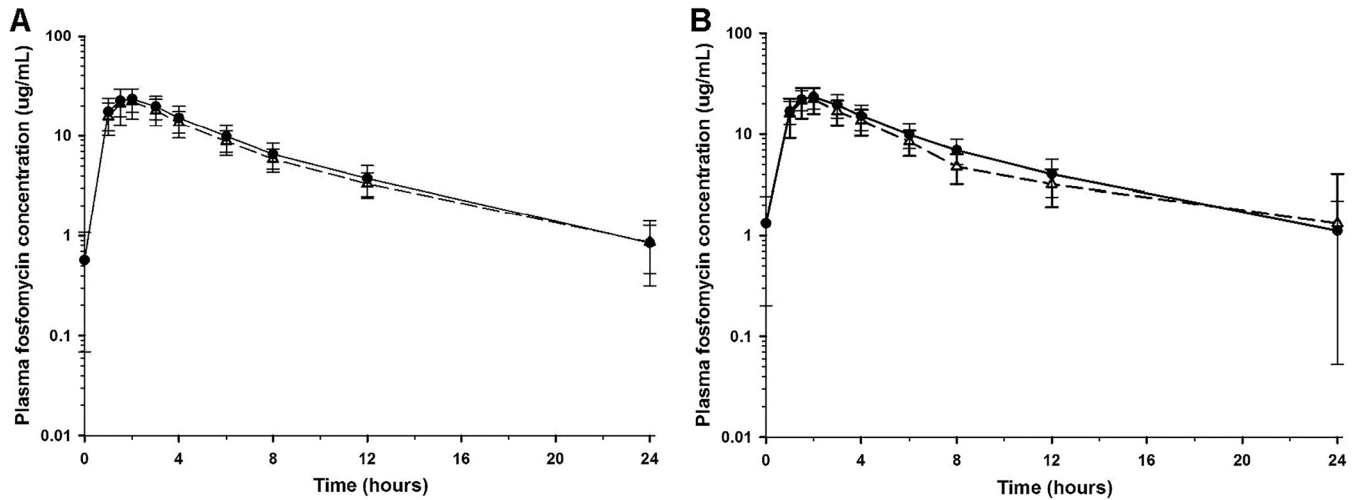 A
Plasma fosfomycin concentration (ug/mL)
100
10
1
0.1
0.01
0 4 8 12 16 20 24
Time (hours)
B
Plasma fosfomycin concentration (ug/mL)
100
10
1
0.1
0.01
0 4 8 12 16 20 24
Time (hours)